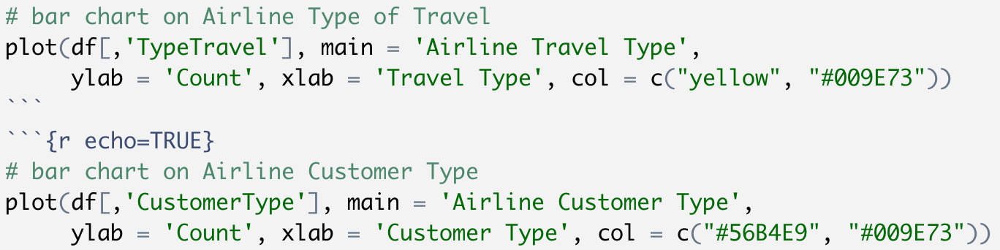 # bar chart on Airline Type of Travel
plot(df[,'TypeTravel'], main = 'Airline Travel Type',
     ylab = 'Count', xlab = 'Travel Type', col = c("yellow", "#009E73"))
```
```{r echo=TRUE}
# bar chart on Airline Customer Type
plot(df[,'CustomerType'], main = 'Airline Customer Type',
     ylab = 'Count', xlab = 'Customer Type', col = c("#56B4E9", "#009E73"))